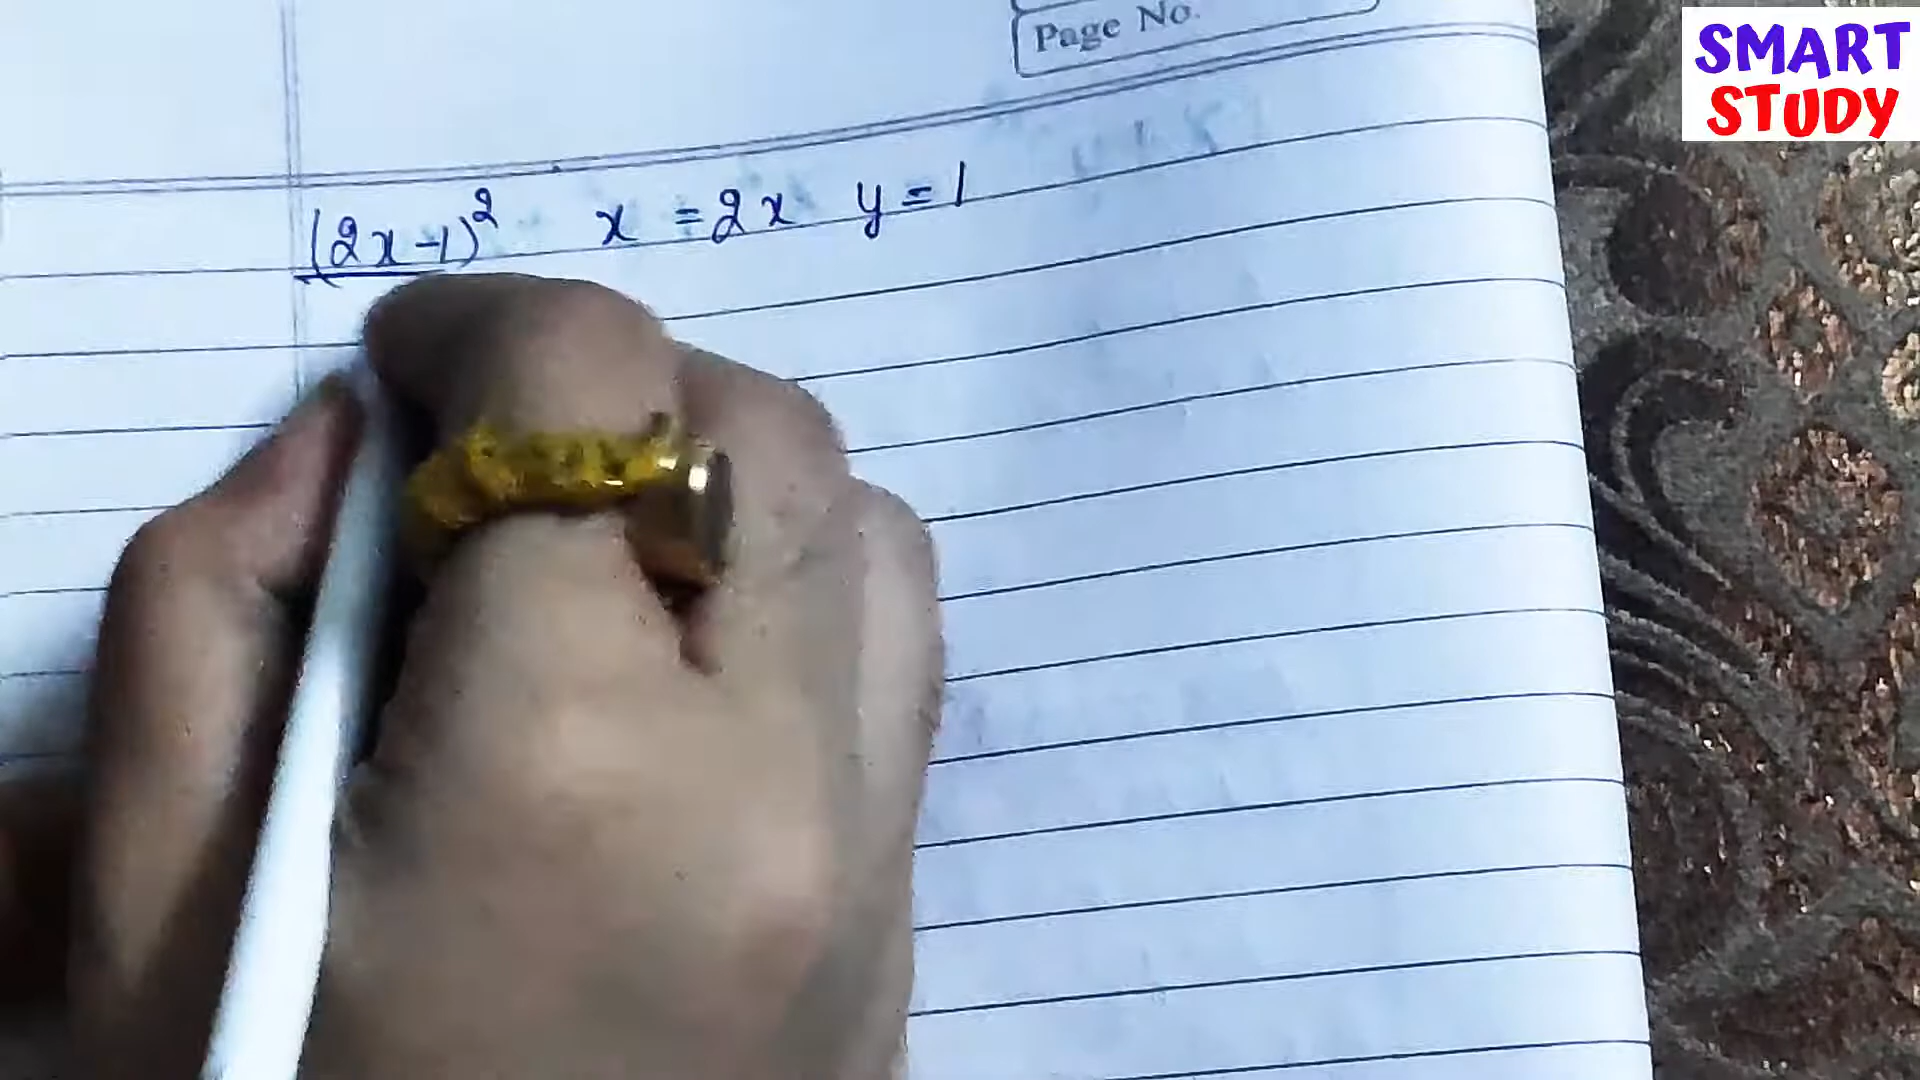 Page No.
SMART
STUDY
(2x-1)² x = 2x y = 1